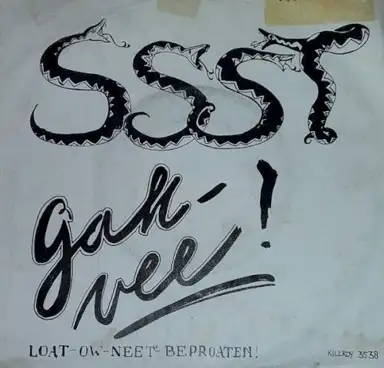 SSST
gah-
vee!
LOAT-OW-NEET BEPROATEN!
KILLROY 3538